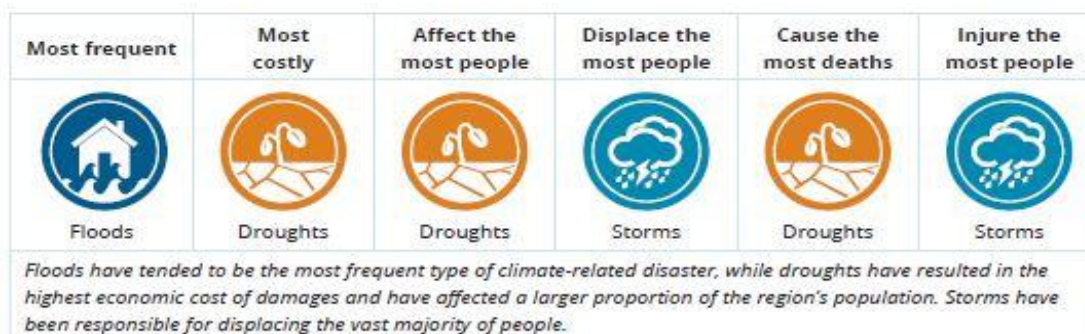 Most frequent
Most
costly
Affect the
most people
Displace the
most people
Cause the
most deaths
Injure the
most people
Floods
Droughts
Droughts
Storms
Droughts
Storms
Floods have tended to be the most frequent type of climate-related disaster, while droughts have resulted in the
highest economic cost of damages and have affected a larger proportion of the region's population. Storms have
been responsible for displacing the vast majority of people.